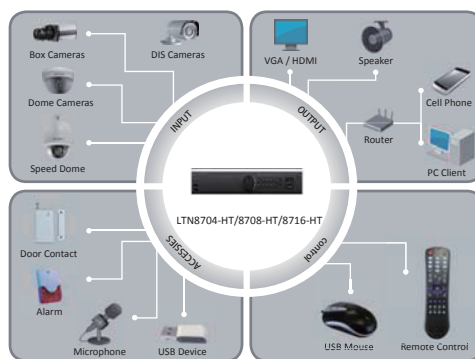 Box Cameras
DIS Cameras
Dome Cameras
Speed Dome
INPUT
VGA / HDMI
Speaker
Cell Phone
Router
PC Client
OUTPUT
LTN8704-HT/8708-HT/8716-HT
Door Contact
Alarm
Microphone
USB Device
ACCESSIES
control
USB Mouse
Remote Control